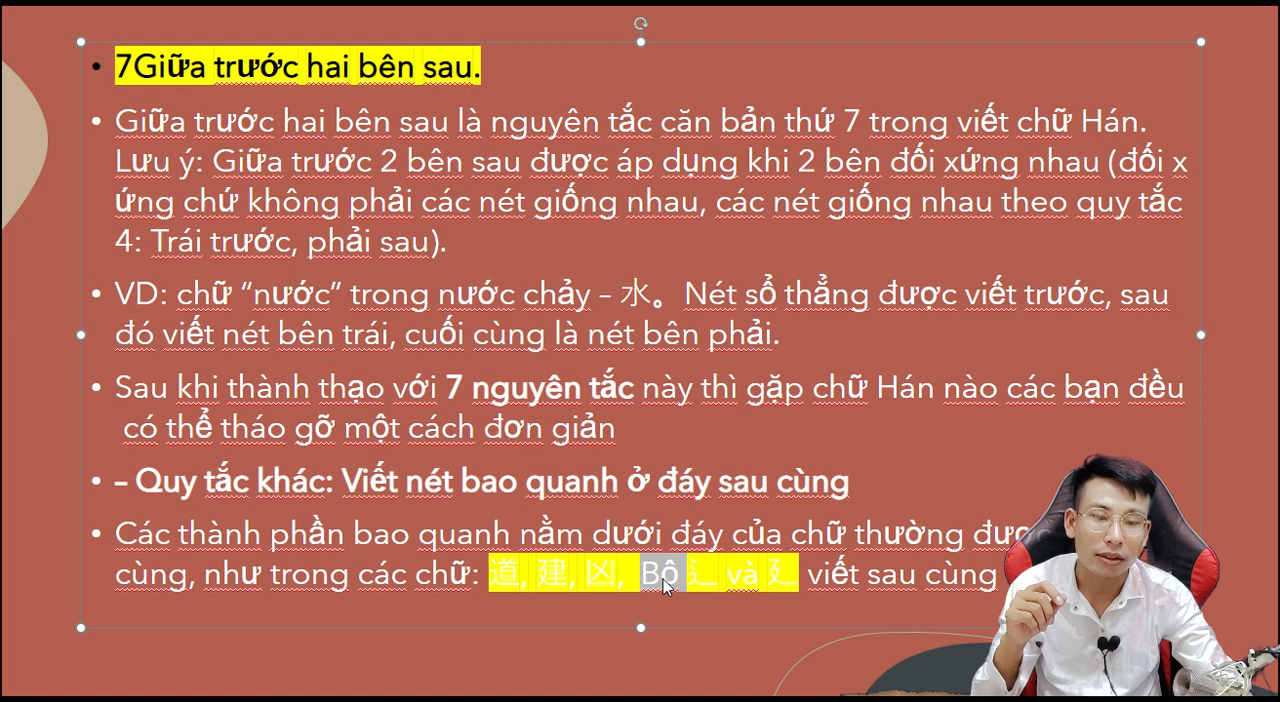 • 7Giữa trước hai bên sau.
• Giữa trước hai bên sau là nguyên tắc căn bản thứ 7 trong viết chữ Hán.
Lưu ý: Giữa trước 2 bên sau được áp dụng khi 2 bên đối xứng nhau (đối x
ứng chứ không phải các nét giống nhau, các nét giống nhau theo quy tắc
4: Trái trước, phải sau).
• VD: chữ “nước” trong nước chảy – 水。Nét sổ thẳng được viết trước, sau
đó viết nét bên trái, cuối cùng là nét bên phải.
• Sau khi thành thạo với 7 nguyên tắc này thì gặp chữ Hán nào các bạn đều
có thể tháo gỡ một cách đơn giản
• – Quy tắc khác: Viết nét bao quanh ở đáy sau cùng
• Các thành phần bao quanh nằm dưới đáy của chữ thường
cùng, như trong các chữ: 道, 建, 凶, Bộ 辶 và 廴 viết sau cùng